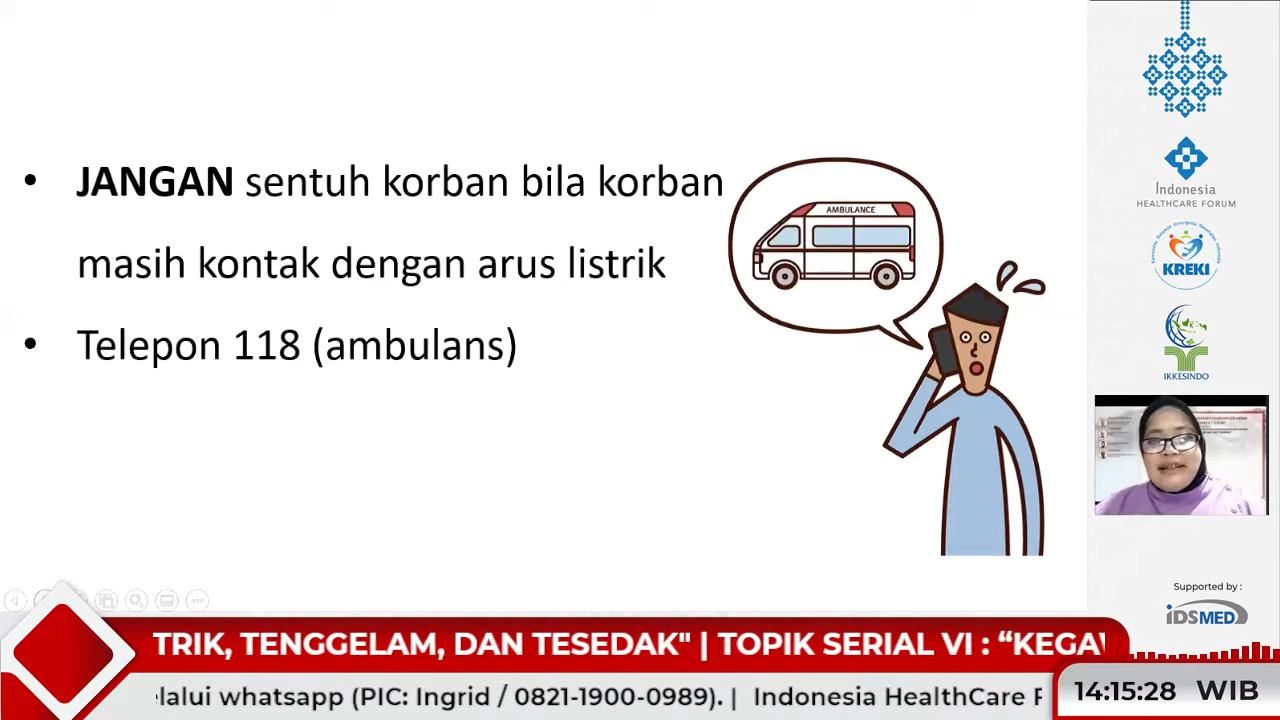 JANGAN sentuh korban bila korban
masih kontak dengan arus listrik
Telepon 118 (ambulans)
AMBULANCE
Indonesia
HEALTHCARE FORUM
KREKI
IKKESINDO
Supported by :
iDSMED
TRIK, TENGGELAM, DAN TESEDAK" | TOPIK SERIAL VI : “KEGAW
elalui whatsapp (PIC: Ingrid / 0821-1900-0989). | Indonesia HealthCare F
14:15:28 WIB